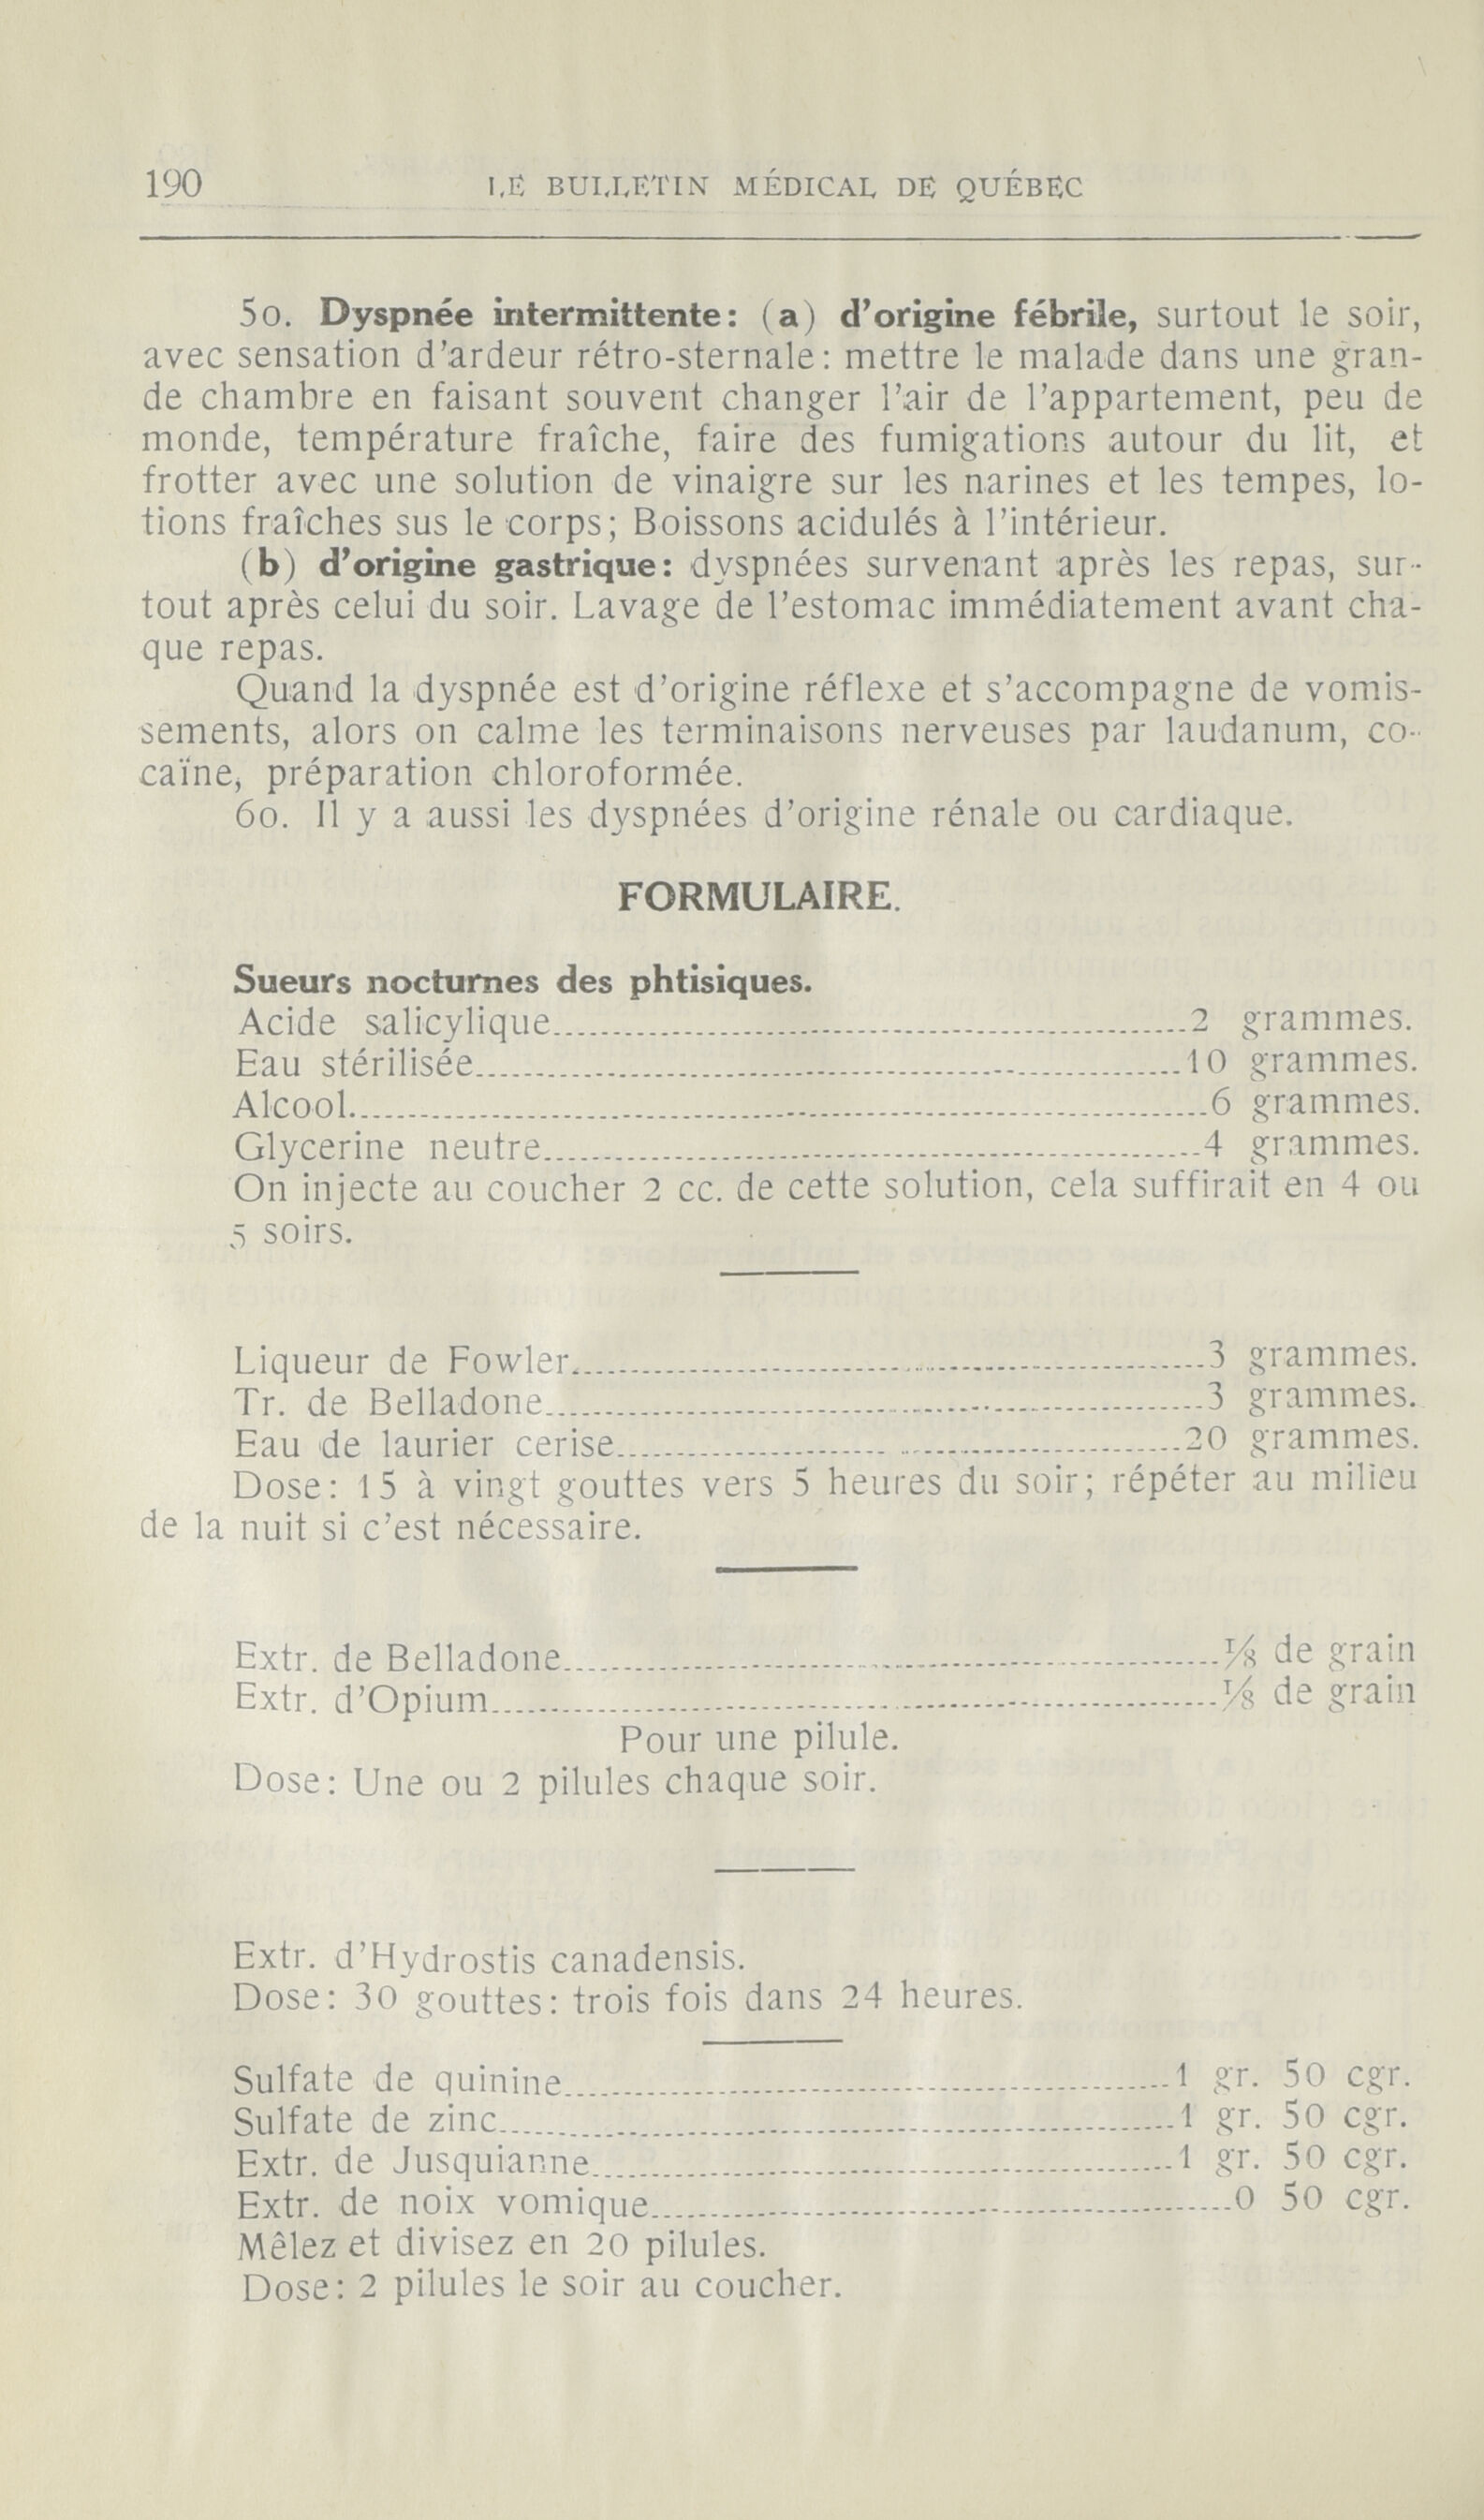 190 LE BULLETIN MÉDICAL DE QUÉBEC
5o. Dyspnée intermittente: (a) d'origine fébrile, surtout le soir,
avec sensation d'ardeur rétro-sternale: mettre le malade dans une gran-
de chambre en faisant souvent changer l'air de l'appartement, peu de
monde, température fraîche, faire des fumigations autour du lit, et
frotter avec une solution de vinaigre sur les narines et les tempes, lo-
tions fraîches sus le corps; Boissons acidulés à l'intérieur.
(b) d'origine gastrique: dyspnées survenant après les repas, sur-
tout après celui du soir. Lavage de l'estomac immédiatement avant cha-
que repas.
Quand la dyspnée est d'origine réflexe et s'accompagne de vomis-
sements, alors on calme les terminaisons nerveuses par laudanum, co-
caïne, préparation chloroformée.
6o. Il y a aussi les dyspnées d'origine rénale ou cardiaque.
FORMULAIRE.
Sueurs nocturnes des phtisiques.
Acide salicylique 2 grammes.
Eau stérilisée 10 grammes.
Alcool 6 grammes.
Glycerine neutre 4 grammes.
On injecte au coucher 2 cc. de cette solution, cela suffirait en 4 ou
5 soirs.
Liqueur de Fowler 3 grammes.
Tr. de Belladone 3 grammes.
Eau de laurier cerise 20 grammes.
Dose: 15 à vingt gouttes vers 5 heures du soir; répéter au milieu
de la nuit si c'est nécessaire.
Extr. de Belladone 1/8 de grain
Extr. d'Opium 1/8 de grain
Pour une pilule.
Dose: Une ou 2 pilules chaque soir.
Extr. d'Hydrostis canadensis.
Dose: 30 gouttes: trois fois dans 24 heures.
Sulfate de quinine 1 gr. 50 cgr.
Sulfate de zinc 1 gr. 50 cgr.
Extr. de Jusquianne 1 gr. 50 cgr.
Extr. de noix vomique 0 50 cgr.
Mêlez et divisez en 20 pilules.
Dose: 2 pilules le soir au coucher.